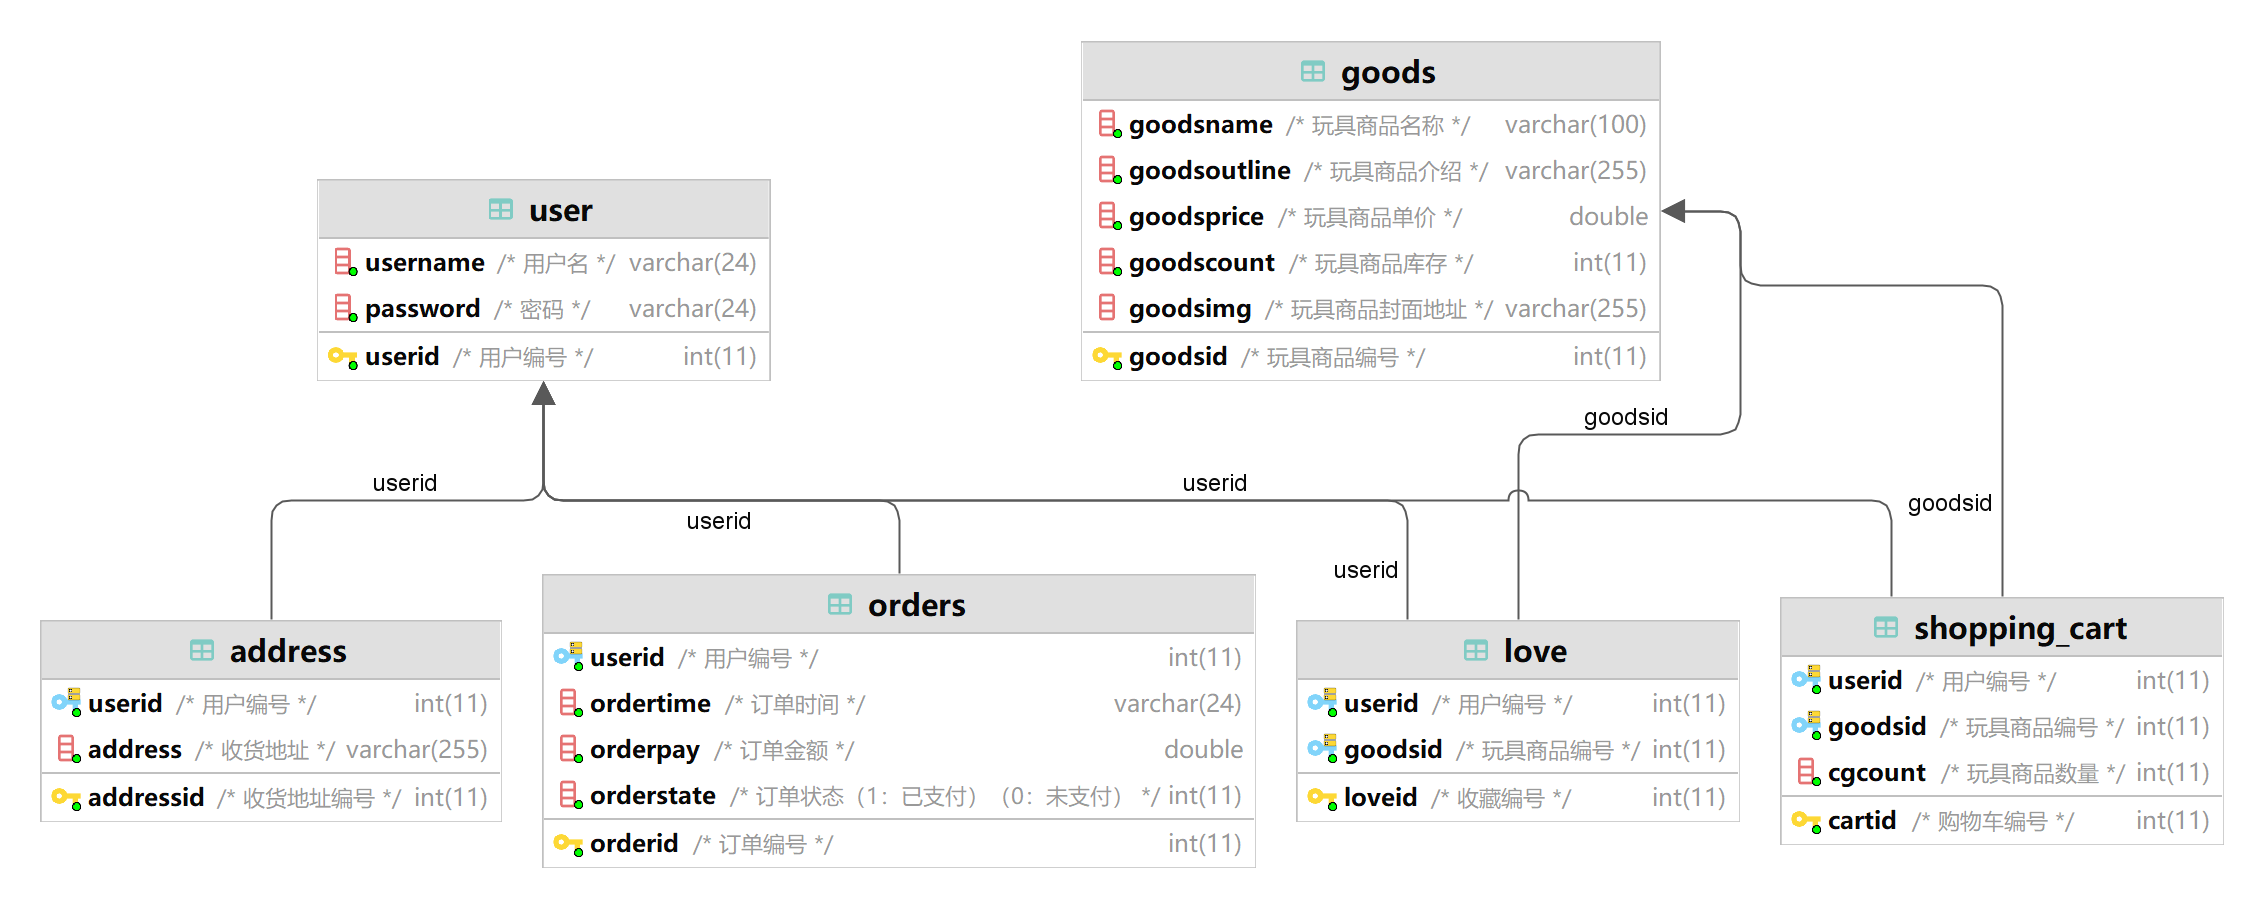 goods
goodsname /* 玩具商品名称 */ varchar(100)
goodsoutline /* 玩具商品介绍 */ varchar(255)
goodsprice /* 玩具商品单价 */ double
goodscount /* 玩具商品库存 */ int(11)
goodsimg /* 玩具商品封面地址 */ varchar(255)
goodsid /* 玩具商品编号 */ int(11)
user
username /* 用户名 */ varchar(24)
password /* 密码 */ varchar(24)
userid /* 用户编号 */ int(11)
goodsid
userid
userid
goodsid
userid
userid
address
userid /* 用户编号 */ int(11)
address /* 收货地址 */ varchar(255)
addressid /* 收货地址编号 */ int(11)
orders
userid /* 用户编号 */ int(11)
ordertime /* 订单时间 */ varchar(24)
orderpay /* 订单金额 */ double
orderstate /* 订单状态（1：已支付）（0：未支付） */ int(11)
orderid /* 订单编号 */ int(11)
love
userid /* 用户编号 */ int(11)
goodsid /* 玩具商品编号 */ int(11)
loveid /* 收藏编号 */ int(11)
shopping_cart
userid /* 用户编号 */ int(11)
goodsid /* 玩具商品编号 */ int(11)
cgcount /* 玩具商品数量 */ int(11)
cartid /* 购物车编号 */ int(11)